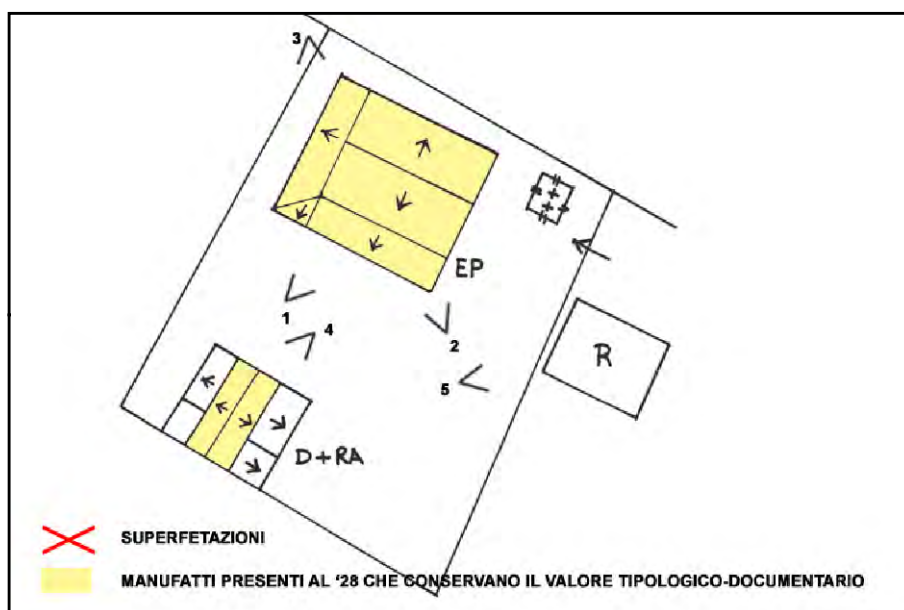 3
EP
1
4
2
5
R
D+RA
SUPERFETAZIONI
MANUFATTI PRESENTI AL '28 CHE CONSERVANO IL VALORE TIPOLOGICO-DOCUMENTARIO